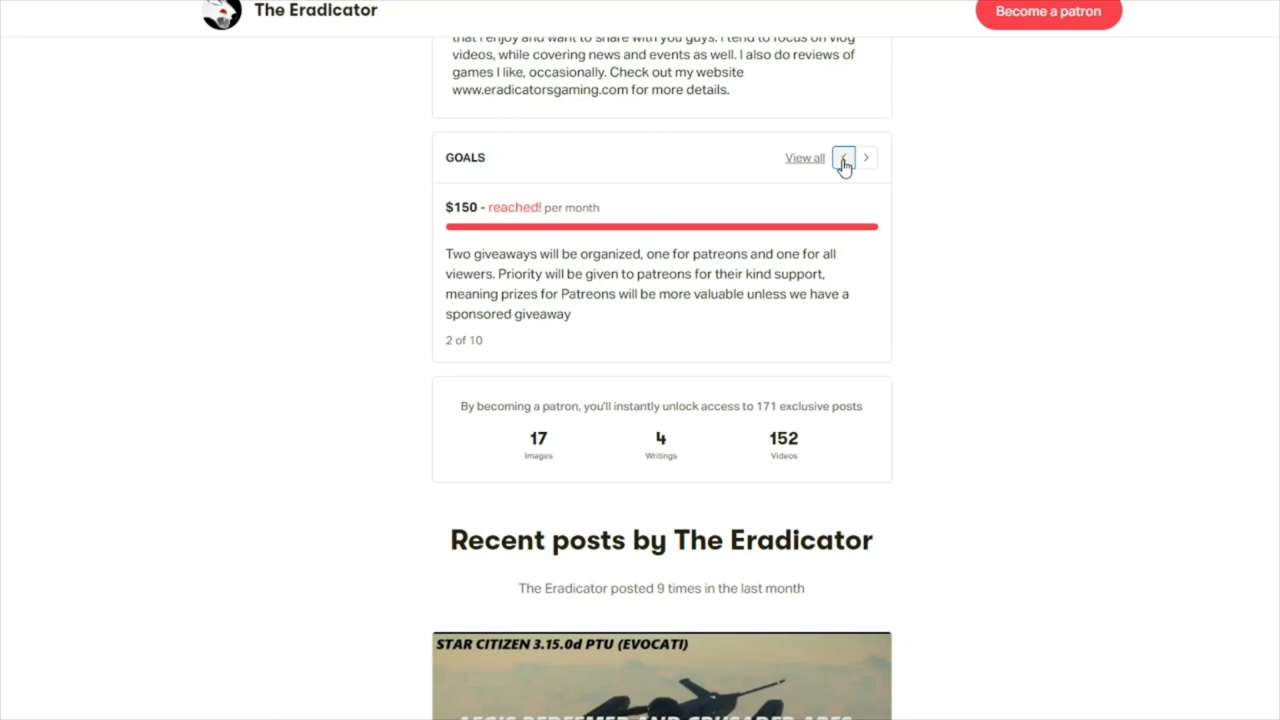 The Eradicator
Become a patron
that I enjoy and want to share with you guys. I tend to focus on vlog
videos, while covering news and events as well. I also do reviews of
games I like, occasionally. Check out my website
www.eradicatorsgaming.com for more details.
GOALS
View all
$150 - reached! per month
Two giveaways will be organized, one for patreons and one for all
viewers. Priority will be given to patreons for their kind support,
meaning prizes for Patreons will be more valuable unless we have a
sponsored giveaway
2 of 10
By becoming a patron, you'll instantly unlock access to 171 exclusive posts
17 4 152
Images Writings Videos
Recent posts by The Eradicator
The Eradicator posted 9 times in the last month
STAR CITIZEN 3.15.0d PTU (EVOCATI)
AEGIS REDEEMER AND CRUSADER ARES